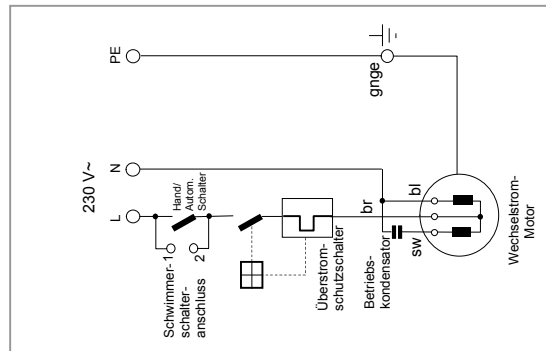 PE
gnge
230 V~
N
L
Hand/
Autom.
Schalter
1
2
Schwimmer-
schalter-
anschluss
Überstrom-
schutzschalter
br
bl
sw
Betriebs-
kondensator
Wechselstrom-
Motor